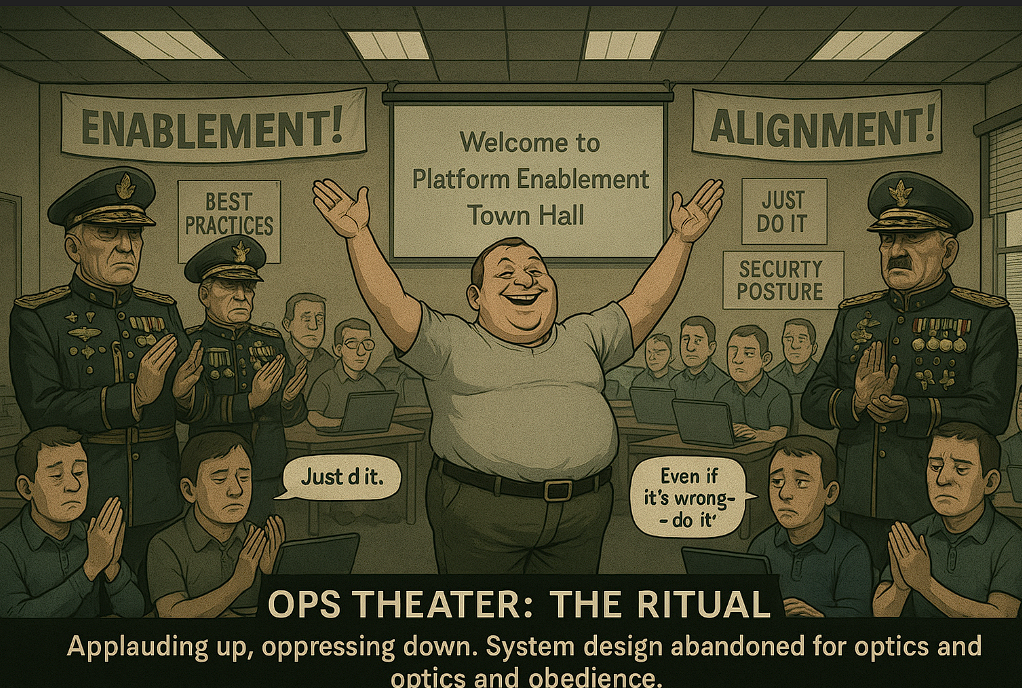 ENABLEMENT!
Welcome to
Platform Enablement
Town Hall
ALIGNMENT!
BEST
PRACTICES
JUST
DO IT
SECURTY
POSTURE
Just d it.
Even if
it's wrong-
- do it'
OPS THEATER: THE RITUAL
Applauding up, oppressing down. System design abandoned for optics and
optics and obedience.